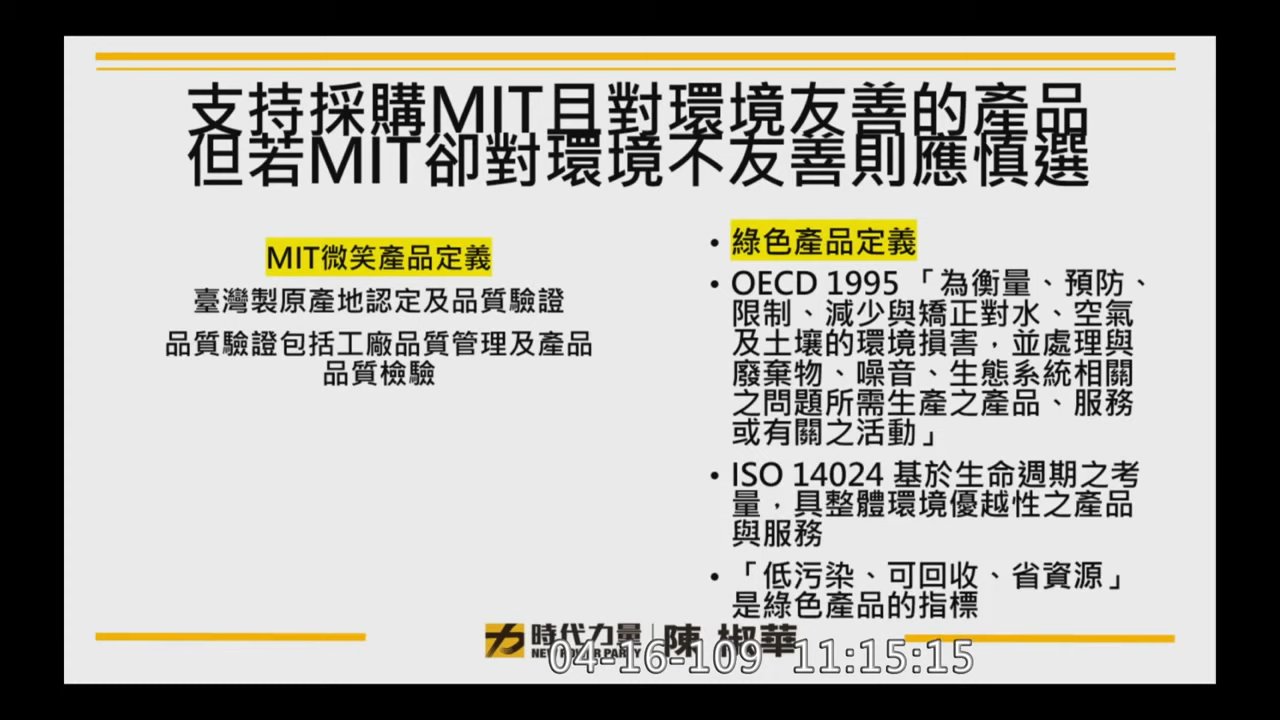 支持採購MIT且對環境友善的產品
但若MIT卻對環境不友善則應慎選
MIT微笑產品定義
臺灣製原產地認定及品質驗證
品質驗證包括工廠品質管理及產品
品質檢驗
• 綠色產品定義
• OECD 1995 「為衡量、預防、
限制、減少與矯正對水、空氣
及土壤的環境損害，並處理與
廢棄物、噪音、生態系統相關
之問題所需生產之產品、服務
或有關之活動」
• ISO 14024 基於生命週期之考
量，具整體環境優越性之產品
與服務
• 「低污染、可回收、省資源」
是綠色產品的指標
時代力量
NEW POWER PARTY
陳椒華
04-16-109 11:15:15